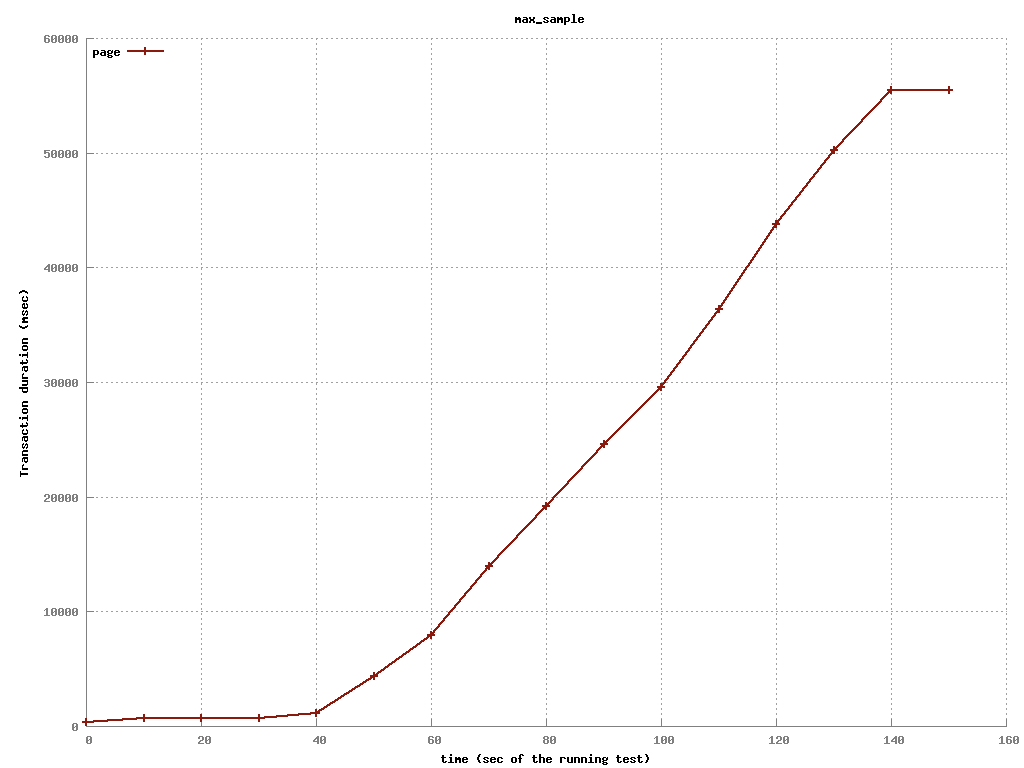 max_sample
page
60000
50000
40000
30000
20000
10000
0
Transaction duration (msec)
0 20 40 60 80 100 120 140 160
time (sec of the running test)